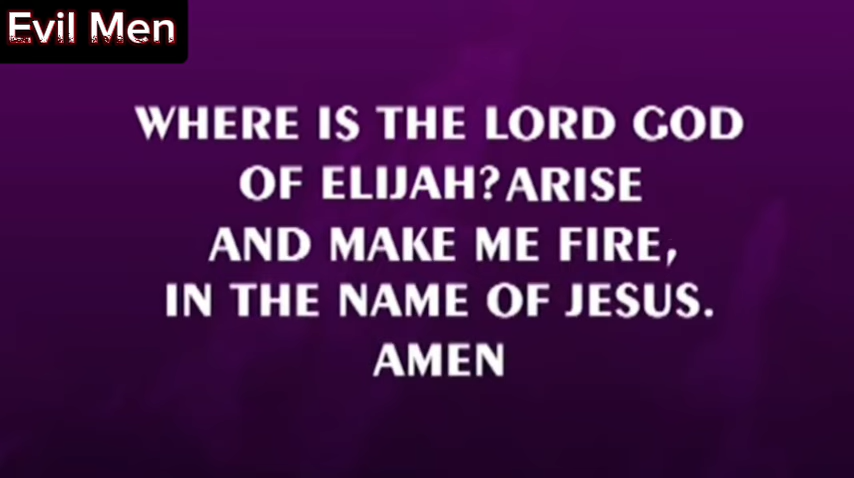 Evil Men
WHERE IS THE LORD GOD
OF ELIJAH?ARISE
AND MAKE ME FIRE,
IN THE NAME OF JESUS.
AMEN